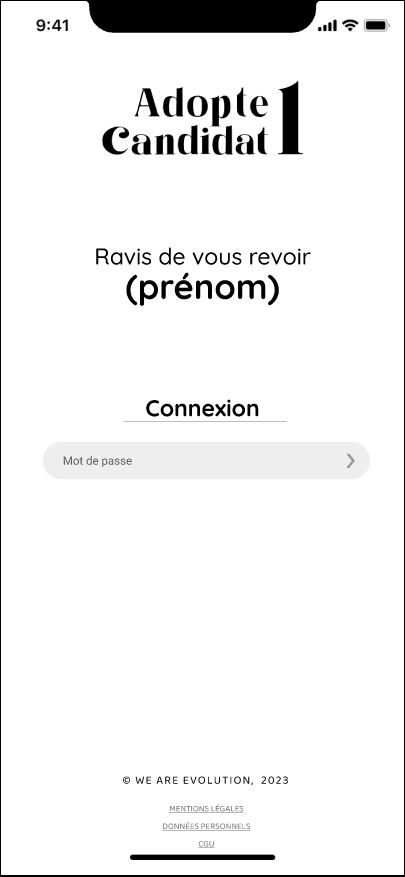 9:41
Adopte 1
Candidat
Ravis de vous revoir
(prénom)
Connexion
Mot de passe
© WE ARE EVOLUTION, 2023
MENTIONS LÉGALES
DONNÉES PERSONNELS
CGU